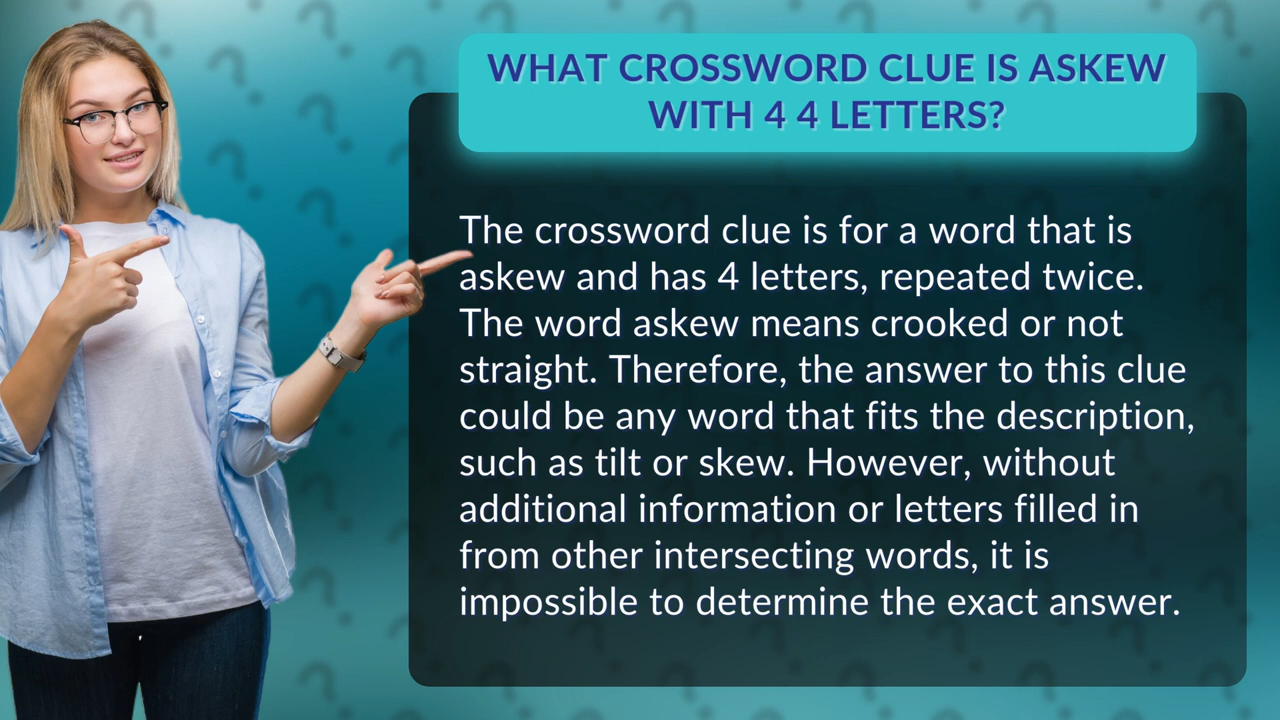 WHAT CROSSWORD CLUE IS ASKEW
WITH 4 4 LETTERS?
The crossword clue is for a word that is
askew and has 4 letters, repeated twice.
The word askew means crooked or not
straight. Therefore, the answer to this clue
could be any word that fits the description,
such as tilt or skew. However, without
additional information or letters filled in
from other intersecting words, it is
impossible to determine the exact answer.